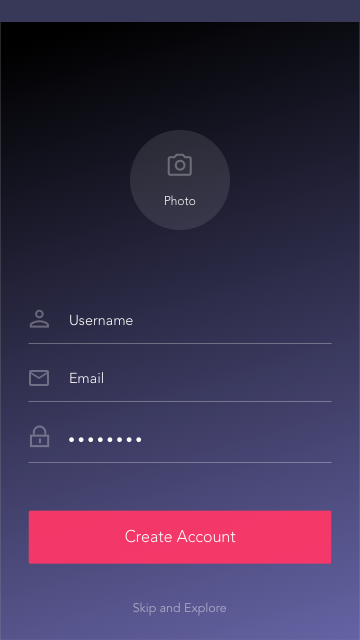 Photo
Username
Email
••••••••
Create Account
Skip and Explore